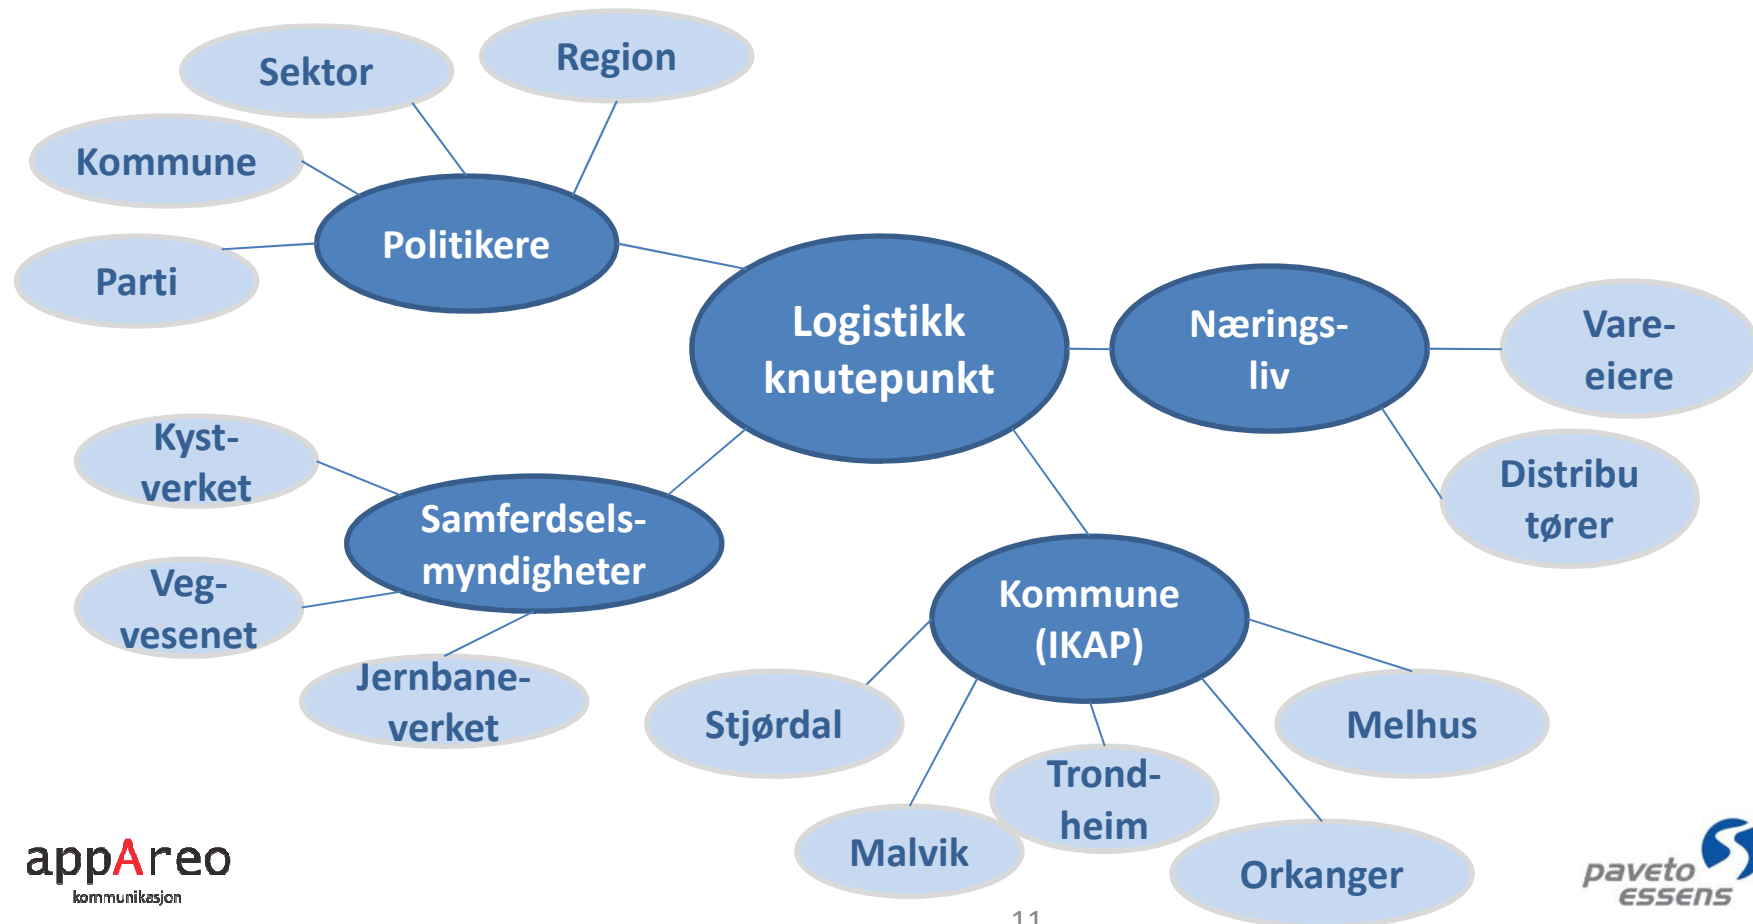 Region
Sektor
Kommune
Politikere
Parti
Logistikk
knutepunkt
Nærings-
liv
Vare-
eiere
Distribu
tører
Kyst-
verket
Samferdsels-
myndigheter
Veg-
vesenet
Jernbane-
verket
Kommune
(IKAP)
Stjørdal
Malvik
Trond-
heim
Orkanger
Melhus
appAreo
kommunikasjon
11
paveto
essens